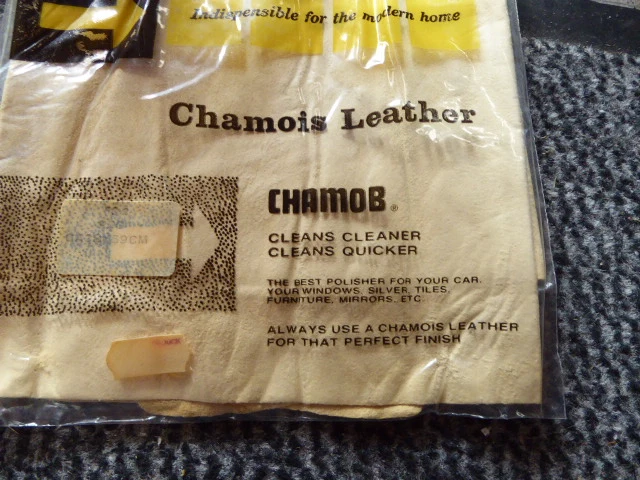 Indispensible for the modern home
Chamois Leather
CHAMOB ®
CLEANS CLEANER
CLEANS QUICKER
THE BEST POLISHER FOR YOUR CAR.
YOUR WINDOWS. SILVER, TILES,
FURNITURE, MIRRORS, ETC.
ALWAYS USE A CHAMOIS LEATHER
FOR THAT PERFECT FINISH